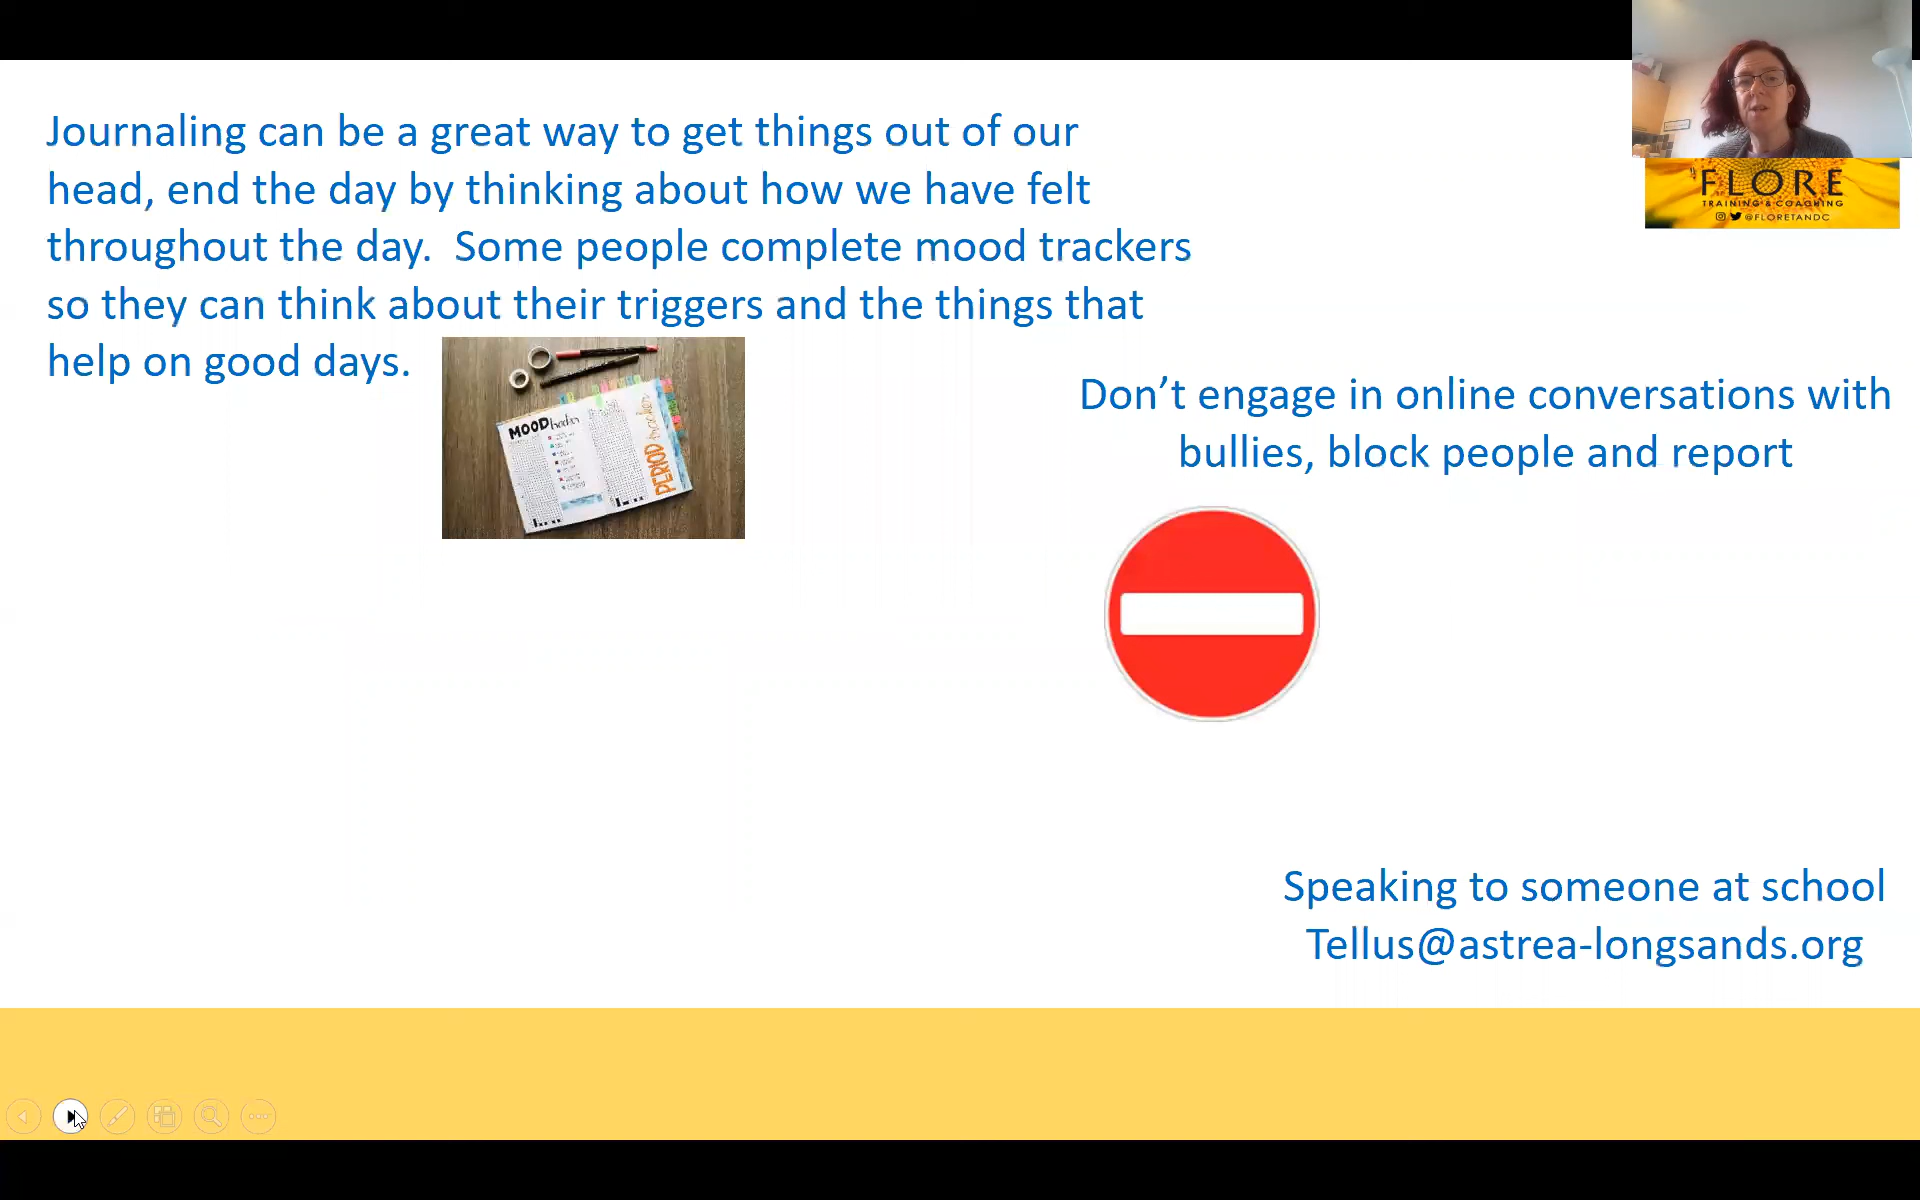 Journaling can be a great way to get things out of our
head, end the day by thinking about how we have felt
throughout the day.  Some people complete mood trackers
so they can think about their triggers and the things that
help on good days.
MOOD tracker
PERIOD tracker
Don’t engage in online conversations with
bullies, block people and report
Speaking to someone at school
Tellus@astrea-longsands.org
FLORE
TRAINING & COACHING
@FLORETANDC